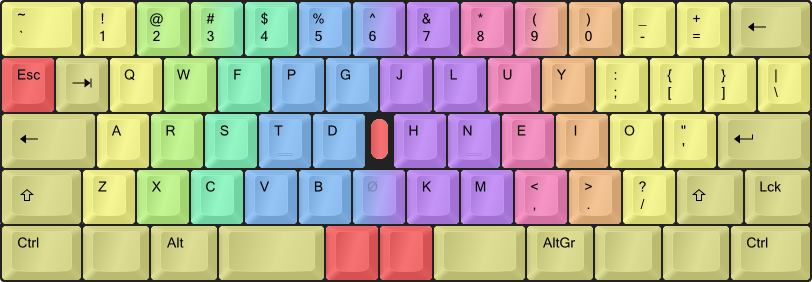 ~ ! @ # $ % ^ & * ( ) _ +
` 1 2 3 4 5 6 7 8 9 0 - = ←
Esc ⇥ Q W F P G J L U Y : { } |
; [ ] \
← A R S T D H N E I O " ↵
'
⇧ Z X C V B Ø K M < > ? ⇧ Lck
, . /
Ctrl Alt AltGr Ctrl